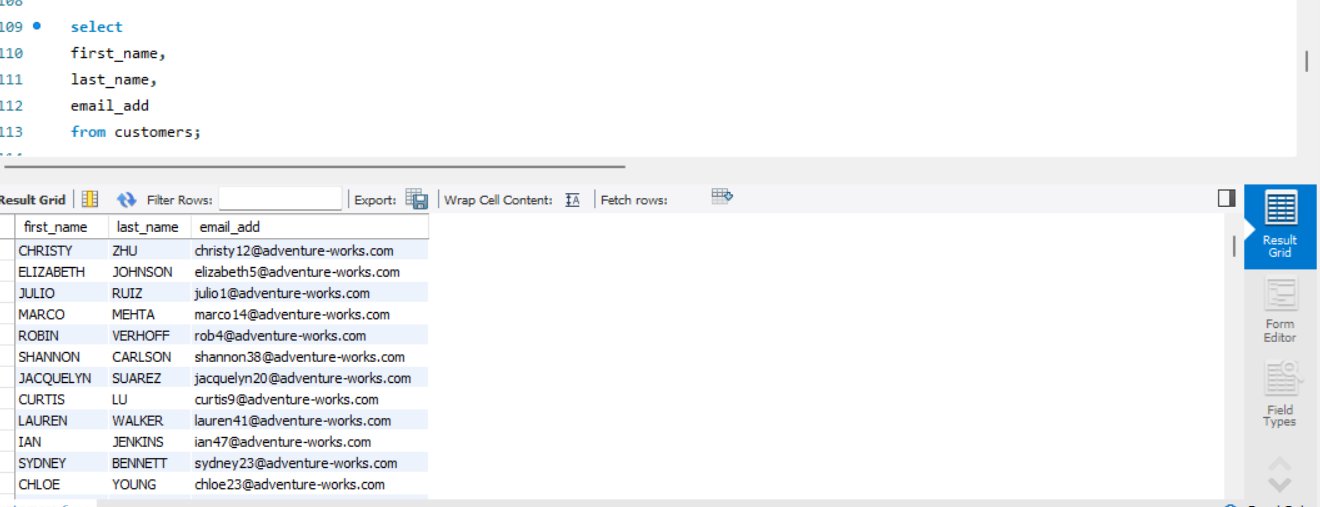 108
109 select
110 first_name,
111 last_name,
112 email_add
113 from customers;
Result Grid Filter Rows: Export: Wrap Cell Content: IA Fetch rows:
first_name last_name email_add
CHRISTY ZHU christy12@adventure-works.com
ELIZABETH JOHNSON elizabeth5@adventure-works.com
JULIO RUIZ julio1@adventure-works.com
MARCO MEHTA marco14@adventure-works.com
ROBIN VERHOFF rob4@adventure-works.com
SHANNON CARLSON shannon38@adventure-works.com
JACQUELYN SUAREZ jacquelyn20@adventure-works.com
CURTIS LU curtis9@adventure-works.com
LAUREN WALKER lauren41@adventure-works.com
IAN JENKINS ian47@adventure-works.com
SYDNEY BENNETT sydney23@adventure-works.com
CHLOE YOUNG chloe23@adventure-works.com
Result
Grid
Form
Editor
Field
Types